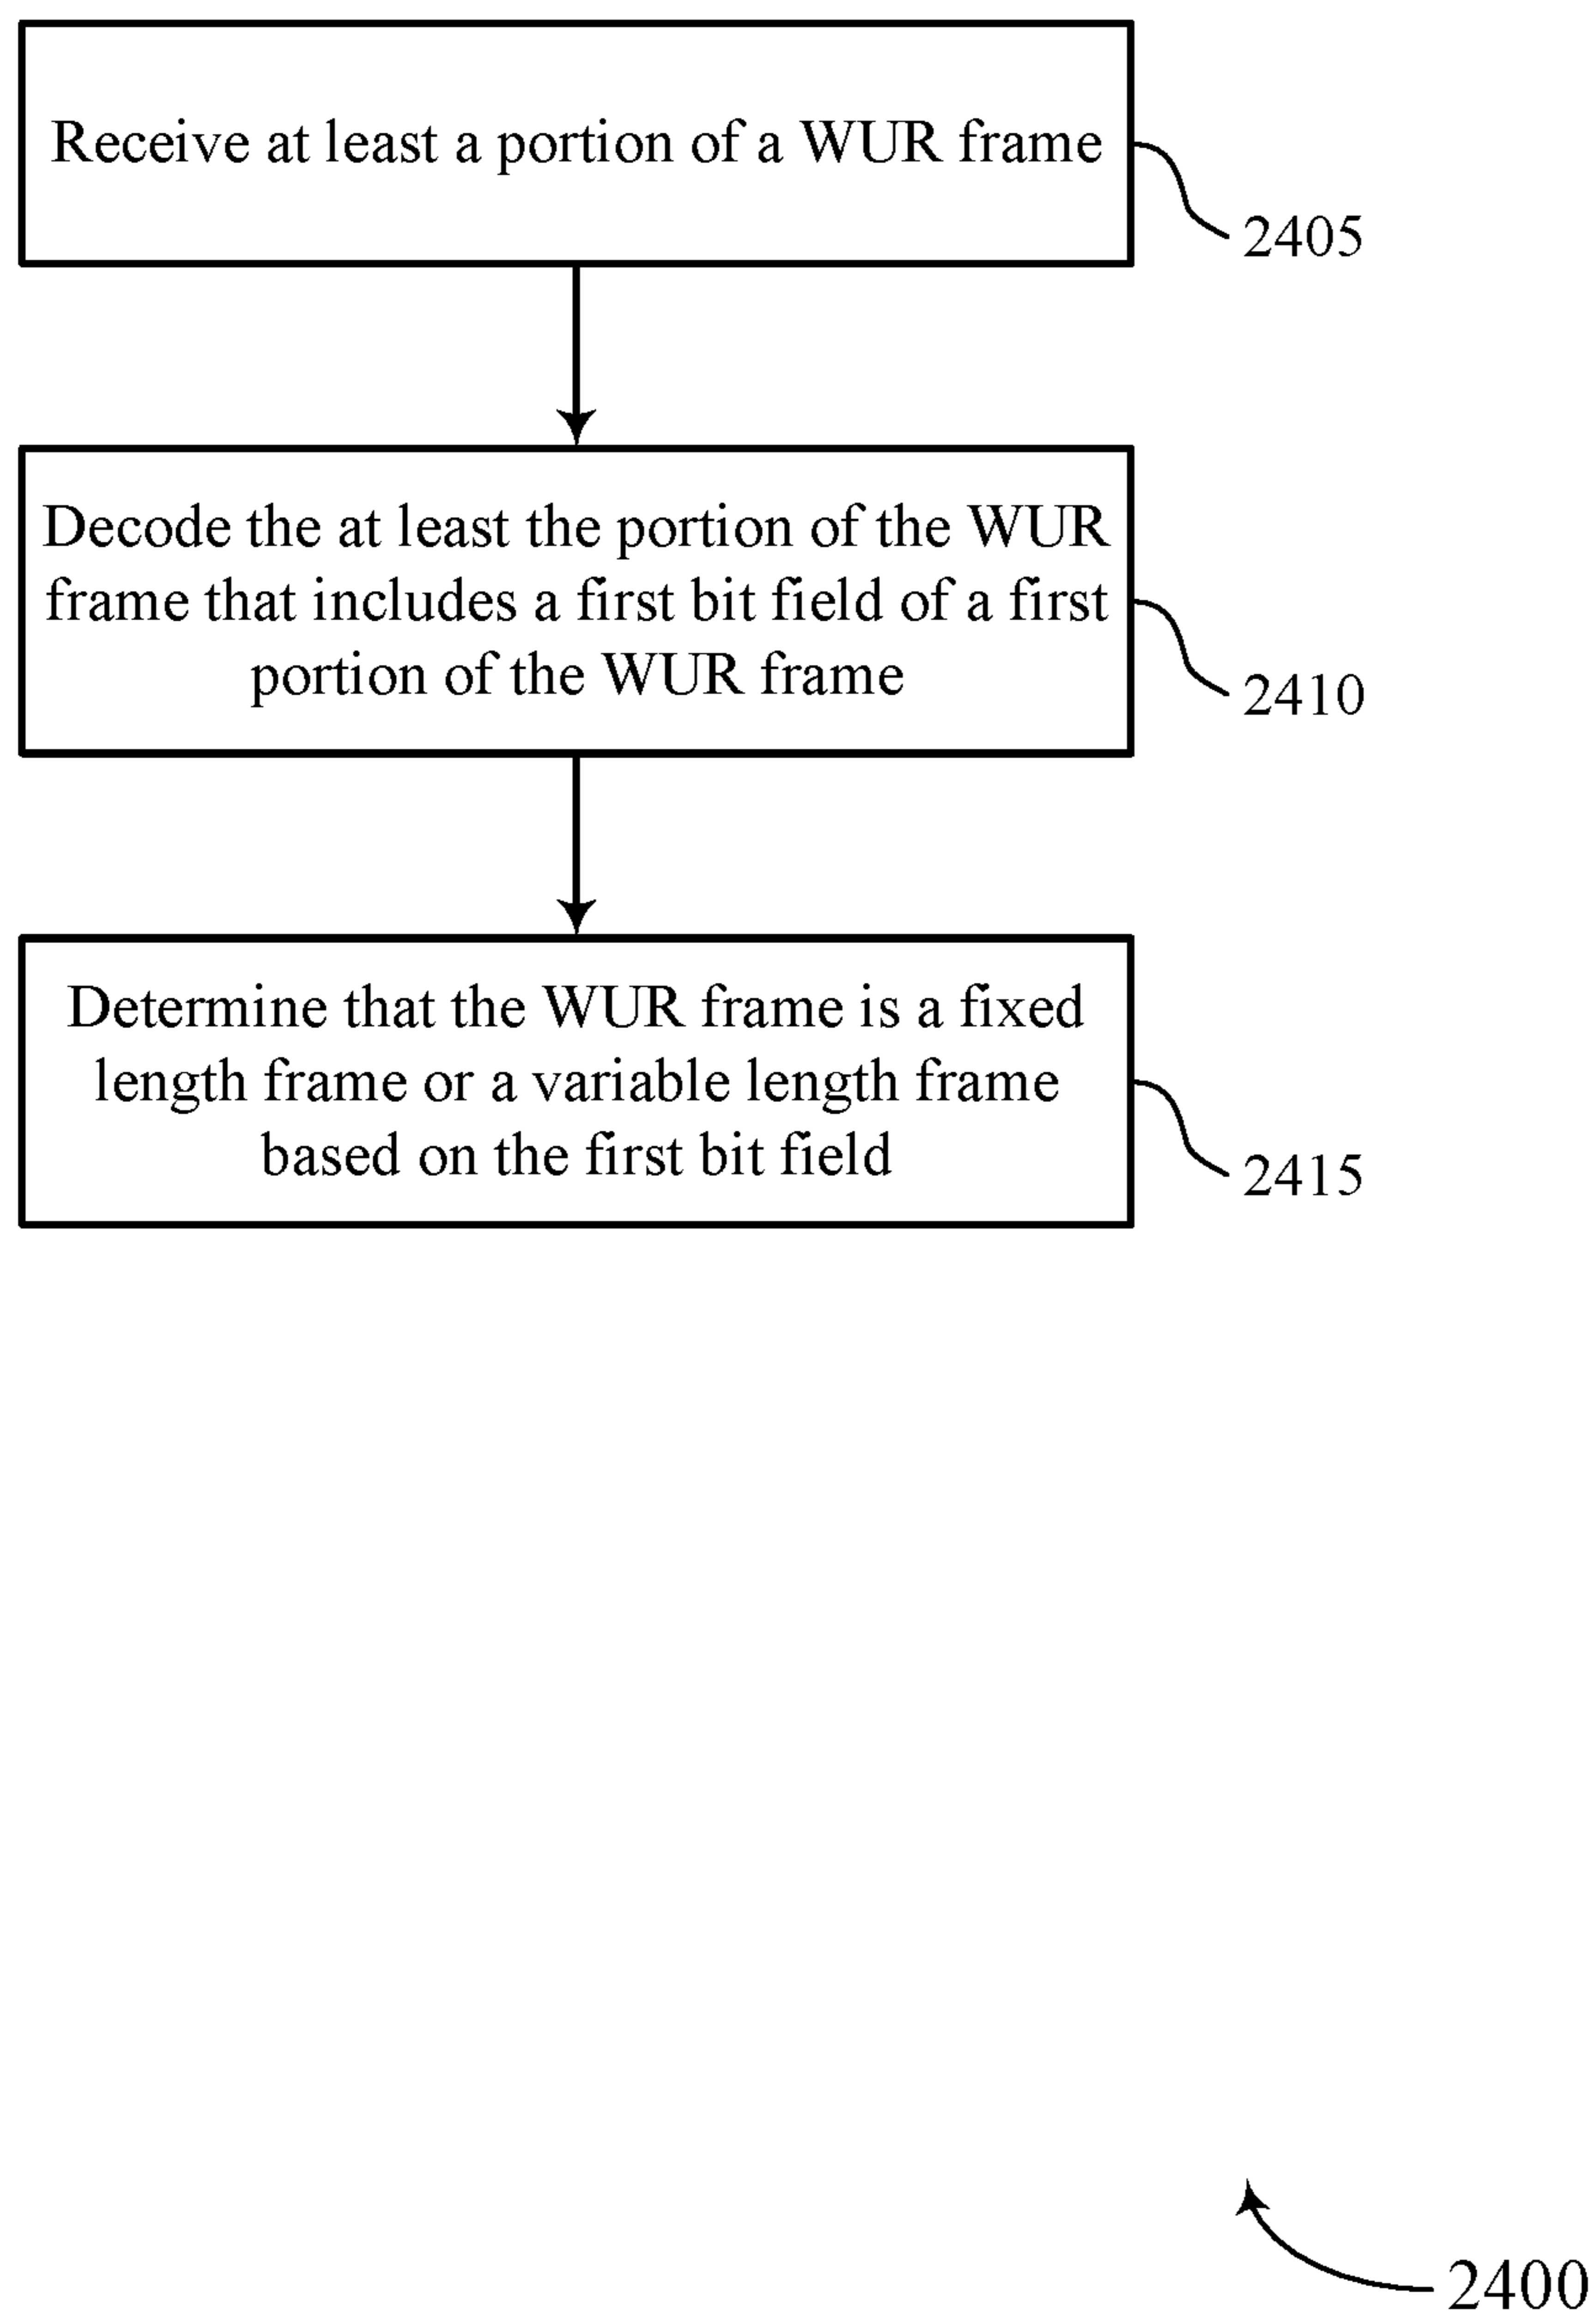 Receive at least a portion of a WUR frame
2405
Decode the at least the portion of the WUR
frame that includes a first bit field of a first
portion of the WUR frame
2410
Determine that the WUR frame is a fixed
length frame or a variable length frame
based on the first bit field
2415
2400